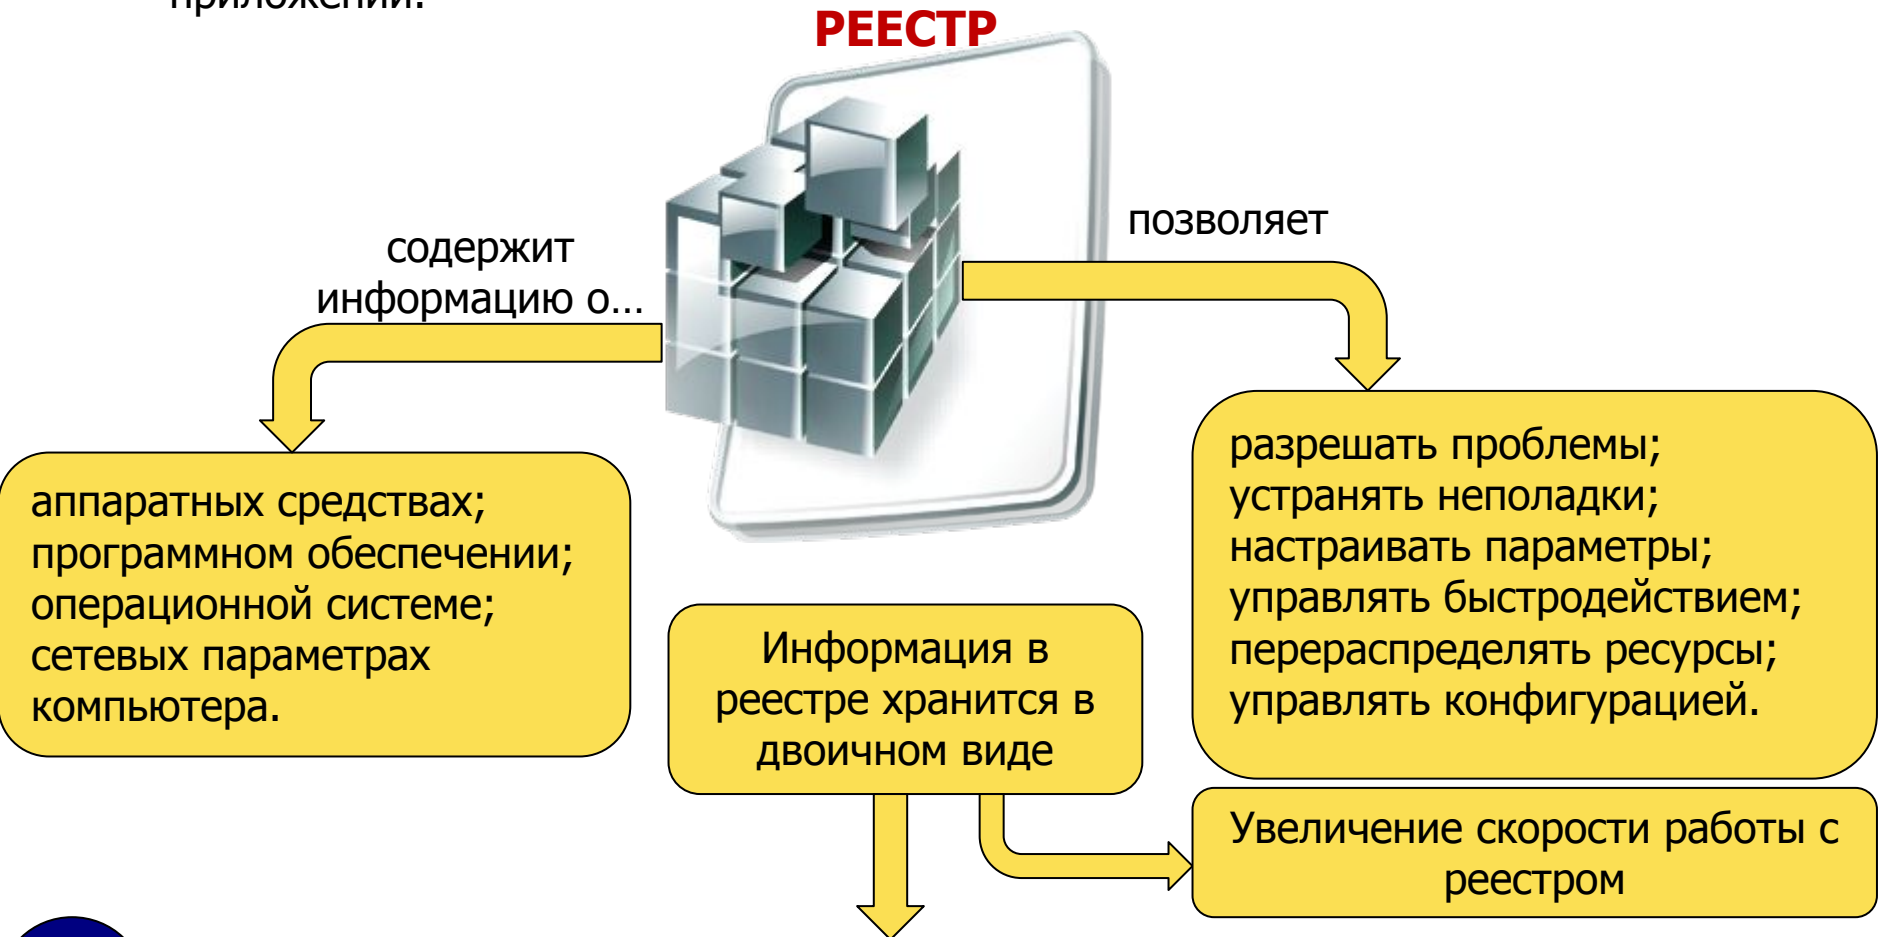 приложений.
РЕЕСТР
содержит
информацию о...
позволяет
аппаратных средствах;
программном обеспечении;
операционной системе;
сетевых параметрах
компьютера.
разрешать проблемы;
устранять неполадки;
настраивать параметры;
управлять быстродействием;
перераспределять ресурсы;
управлять конфигурацией.
Информация в
реестре хранится в
двоичном виде
Увеличение скорости работы с
реестром